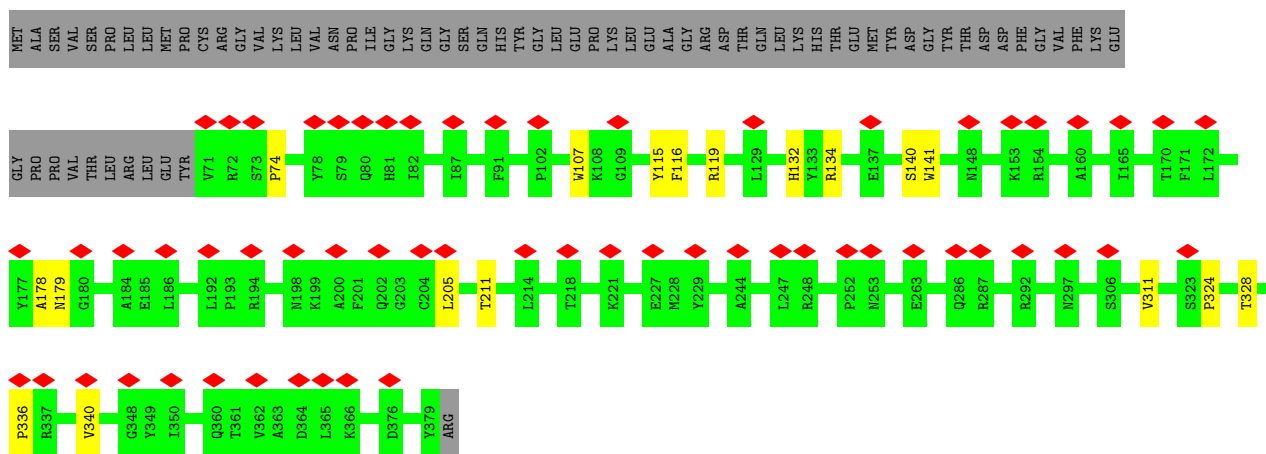 MET ALA SER VAL SER PRO LEU LEU MET PRO CYS ARG GLY VAL LYS LEU VAL ASN PRO ILE GLY LYS GLN GLY SER GLN HIS TYR GLY LEU GLU PRO LYS LEU GLU ALA GLY ARG ASP THR GLN LEU LYS HIS THR GLU MET TYR ASP GLY TYR THR ASP ASP PHE GLY VAL PHE LYS GLU
GLY PRO PRO VAL THR LEU ARG LEU GLU TYR V71 R72 S73 P74 Y78 S79 Q80 H81 I82 I87 F91 P102 W107 K108 G109 Y115 F116 R119 L129 H132 Y133 R134 E137 S140 W141 N148 K153 R154 A160 I165 T170 F171 L172
Y177 A178 N179 G180 A184 E185 L186 L192 P193 R194 N198 K199 A200 F201 Q202 G203 C204 L205 T211 L214 T218 K221 E227 M228 Y229 A244 L247 R248 P252 N253 E263 Q286 R287 R292 N297 S306 V311 S323 P324 T328
P336 R337 V340 G348 Y349 I350 Q360 T361 V362 A363 D364 L365 K366 D376 Y379 ARG